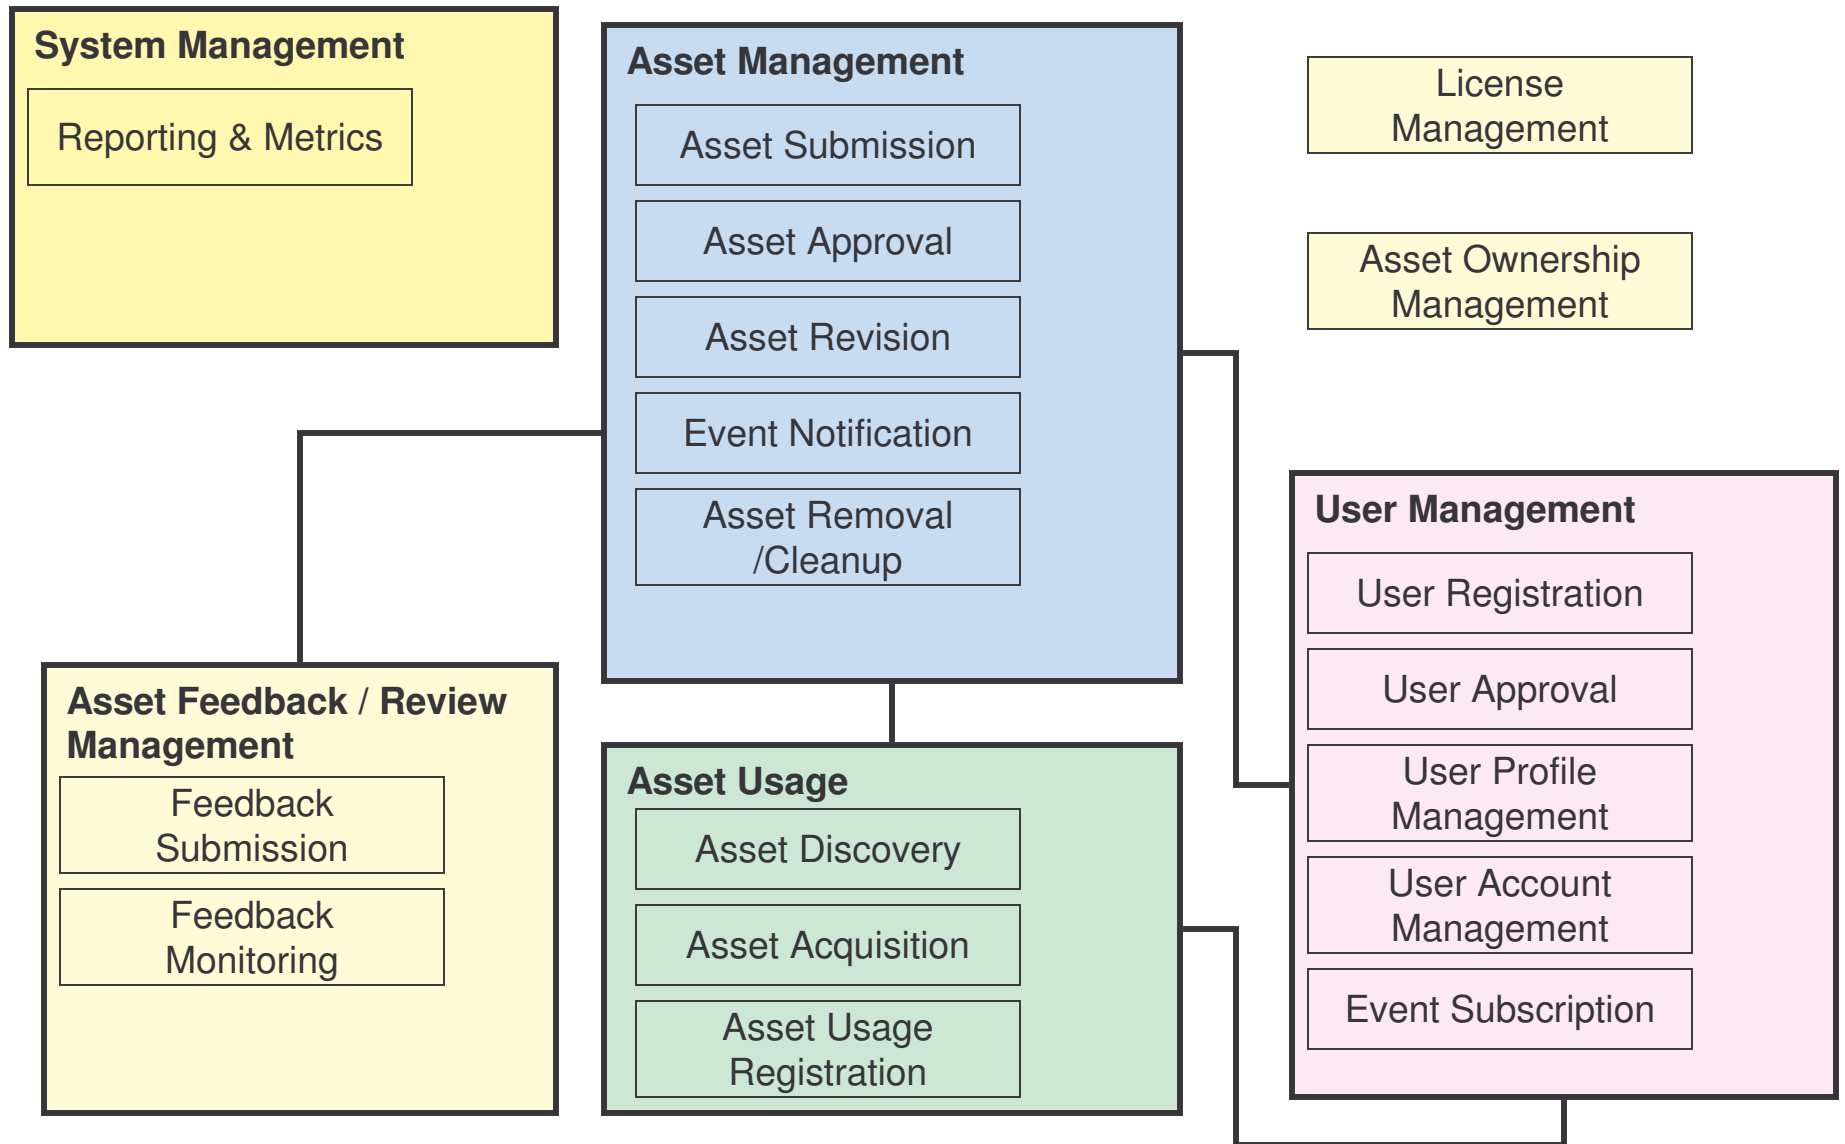 System Management
Reporting & Metrics
Asset Management
Asset Submission
Asset Approval
Asset Revision
Event Notification
Asset Removal
/Cleanup
License
Management
Asset Ownership
Management
Asset Feedback / Review
Management
Feedback
Submission
Feedback
Monitoring
Asset Usage
Asset Discovery
Asset Acquisition
Asset Usage
Registration
User Management
User Registration
User Approval
User Profile
Management
User Account
Management
Event Subscription